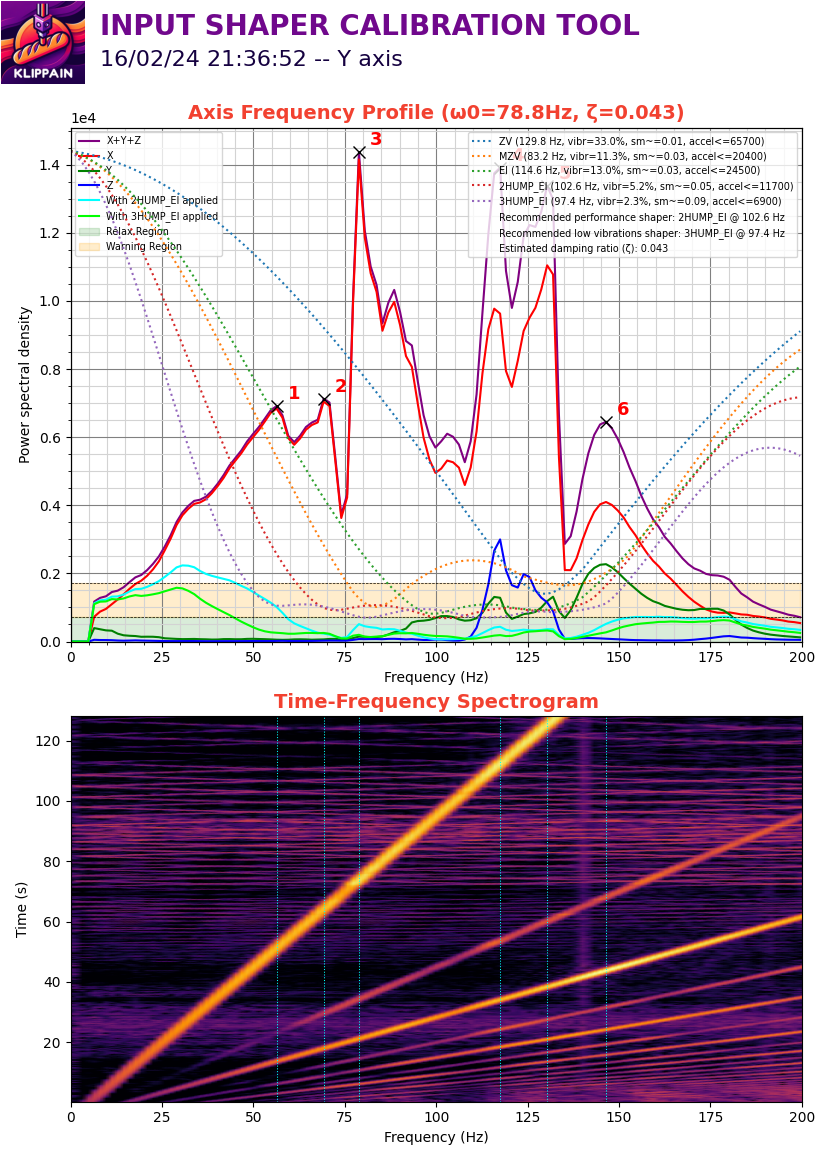 INPUT SHAPER CALIBRATION TOOL
16/02/24 21:36:52 -- Y axis
KLIPPAIN
Axis Frequency Profile (ω0=78.8Hz, ζ=0.043)
1e4
X+Y+Z
X
Y
Z
With 2HUMP_EI applied
With 3HUMP_EI applied
Relax Region
Warning Region
ZV (129.8 Hz, vibr=33.0%, sm~=0.01, accel<=65700)
MZV (83.2 Hz, vibr=11.3%, sm~=0.03, accel<=20400)
EI (114.6 Hz, vibr=13.0%, sm~=0.03, accel<=24500)
2HUMP_EI (102.6 Hz, vibr=5.2%, sm~=0.05, accel<=11700)
3HUMP_EI (97.4 Hz, vibr=2.3%, sm~=0.09, accel<=6900)
Recommended performance shaper: 2HUMP_EI @ 102.6 Hz
Recommended low vibrations shaper: 3HUMP_EI @ 97.4 Hz
Estimated damping ratio (ζ): 0.043
1
2
3
6
Power spectral density
1.4
1.2
1.0
0.8
0.6
0.4
0.2
0.0
0 25 50 75 100 125 150 175 200
Frequency (Hz)
Time-Frequency Spectrogram
Time (s)
120
100
80
60
40
20
0 25 50 75 100 125 150 175 200
Frequency (Hz)